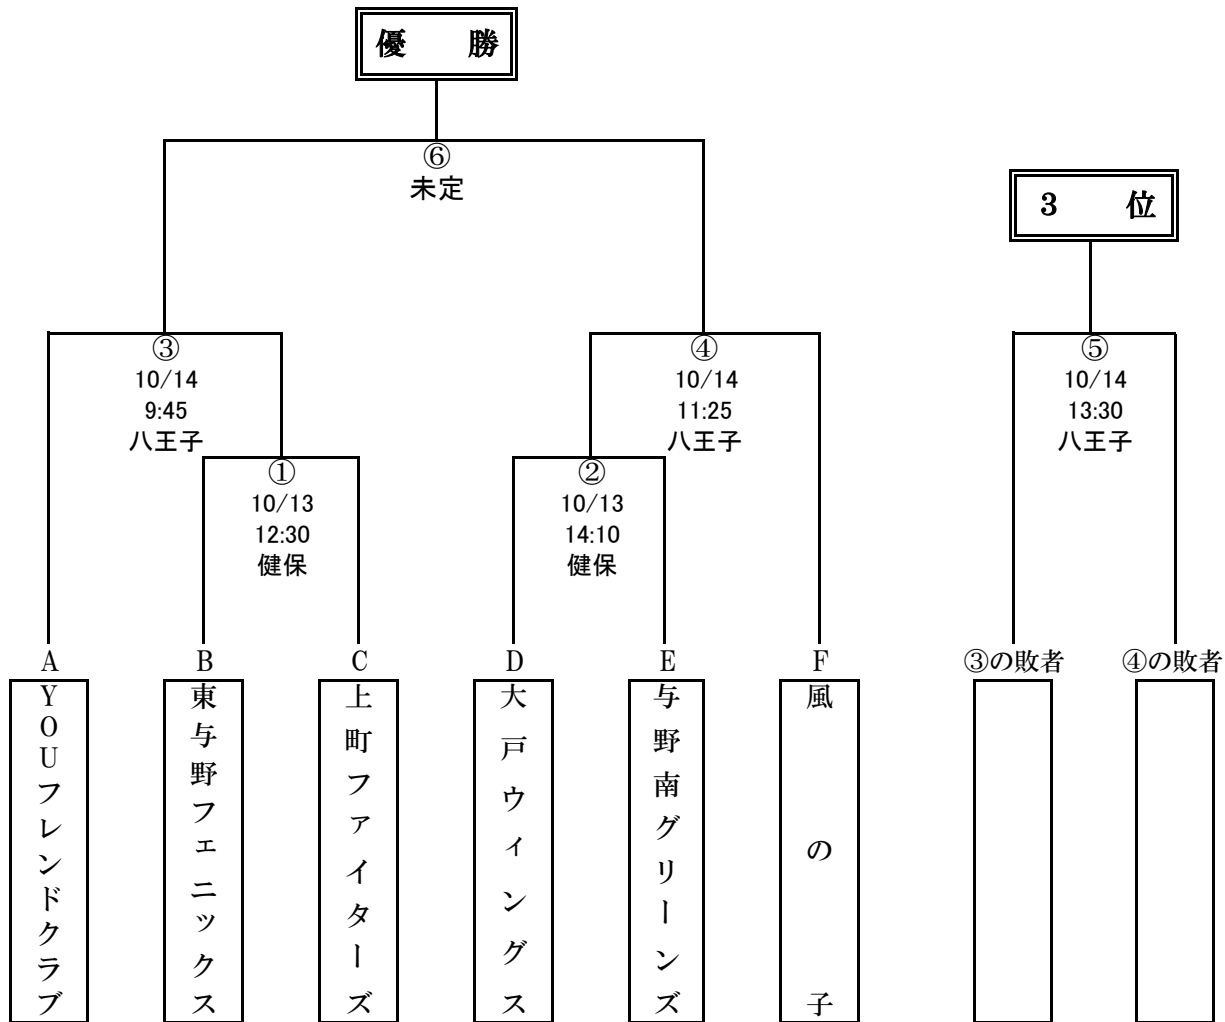 優　勝
⑥
未定
3　位
③
10/14
9:45
八王子
④
10/14
11:25
八王子
⑤
10/14
13:30
八王子
①
10/13
12:30
健保
②
10/13
14:10
健保
A
B
C
D
E
F
③の敗者
④の敗者
YOUフレンドクラブ
東与野フェニックス
上町ファイターズ
大戸ウィングス
与野南グリーンズ
風の子